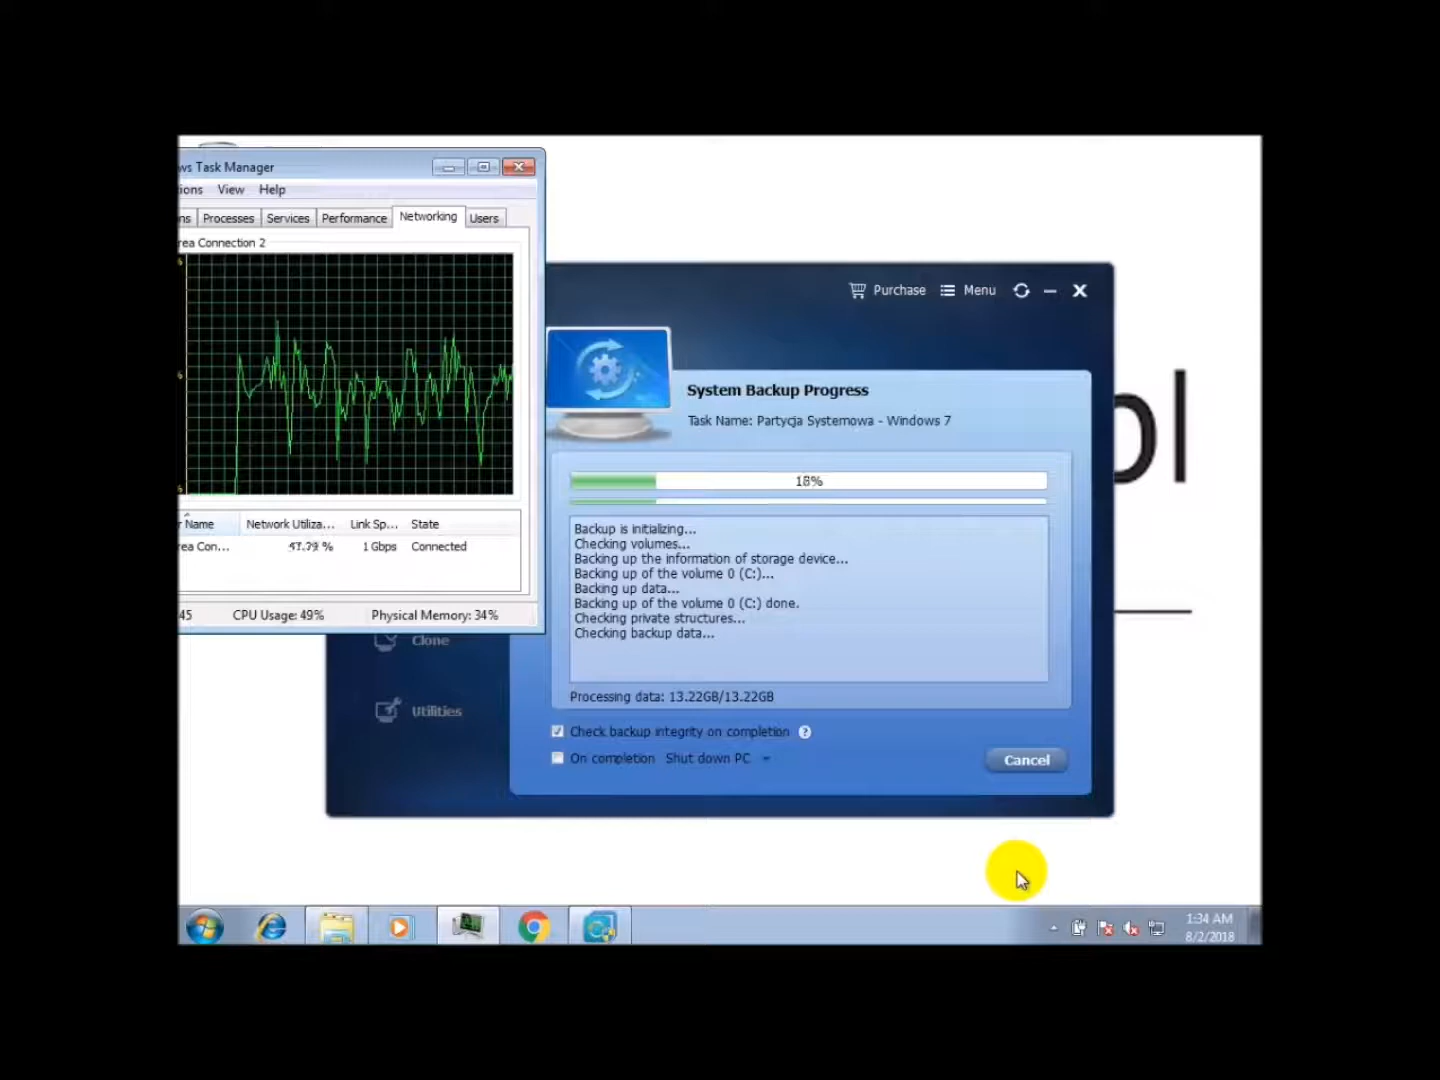 ws Task Manager
ions View Help
ns Processes Services Performance Networking Users
rea Connection 2
r Name Network Utiliza... Link Sp... State
rea Con... 1 Gbps Connected
45 CPU Usage: 49% Physical Memory: 34%
Purchase Menu
System Backup Progress
Task Name: Partycja Systemowa - Windows 7
18%
Backup is initializing...
Checking volumes...
Backing up the information of storage device...
Backing up of the volume 0 (C:)...
Backing up data...
Backing up of the volume 0 (C:) done.
Checking private structures...
Checking backup data...
Processing data: 13.22GB/13.22GB
Check backup integrity on completion ?
On completion Shut down PC
Cancel
Clone
Utilities
pl
1:34 AM
8/2/2018